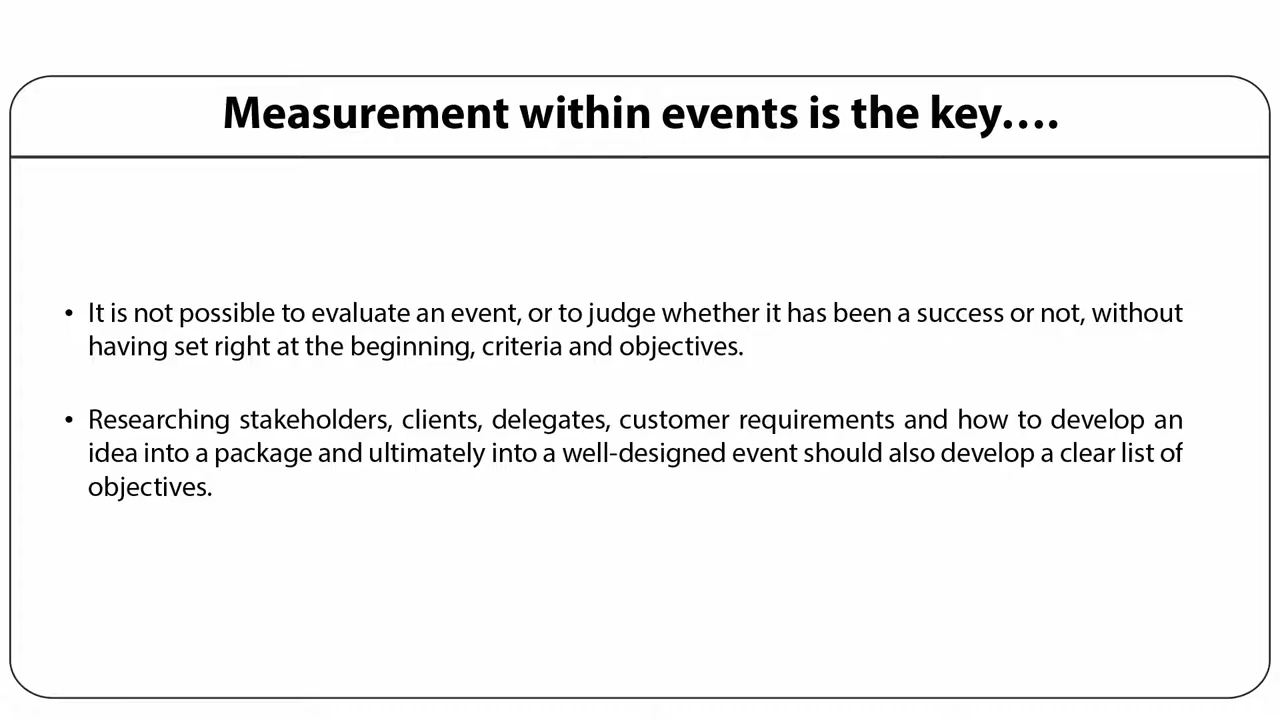 Measurement within events is the key....
• It is not possible to evaluate an event, or to judge whether it has been a success or not, without
having set right at the beginning, criteria and objectives.
• Researching stakeholders, clients, delegates, customer requirements and how to develop an
idea into a package and ultimately into a well-designed event should also develop a clear list of
objectives.